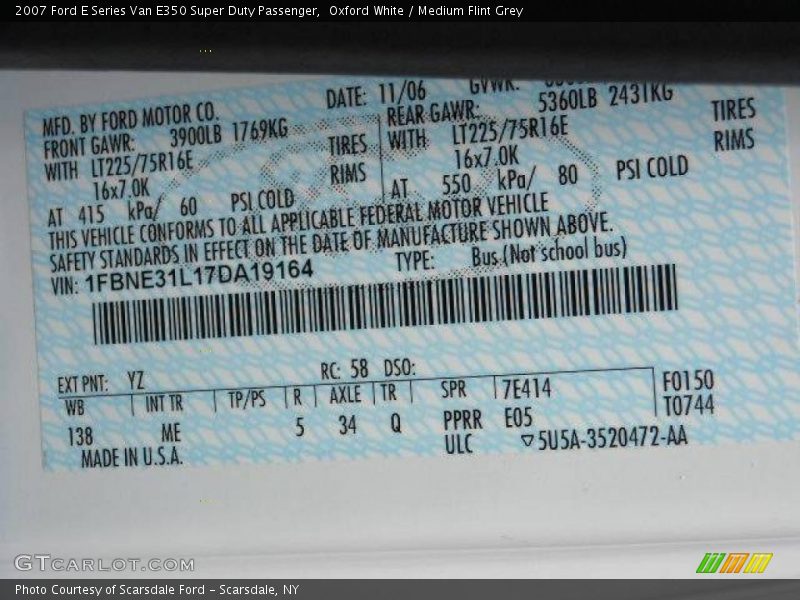 2007 Ford E Series Van E350 Super Duty Passenger,  Oxford White / Medium Flint Grey
MFD. BY FORD MOTOR CO.
DATE: 11/06
GVWR:
FRONT GAWR: 3900LB 1769KG
REAR GAWR: 5360LB 2431KG
WITH LT225/75R16E TIRES
WITH LT225/75R16E TIRES
16x7.0K RIMS
16x7.0K RIMS
AT 415 kPa/ 60 PSI COLD
AT 550 kPa/ 80 PSI COLD
THIS VEHICLE CONFORMS TO ALL APPLICABLE FEDERAL MOTOR VEHICLE
SAFETY STANDARDS IN EFFECT ON THE DATE OF MANUFACTURE SHOWN ABOVE.
VIN: 1FBNE31L17DA19164
TYPE: Bus (Not school bus)
EXT PNT: YZ RC: 58 DSO:
WB INT TR TP/PS R AXLE TR SPR 7E414 F0150
138 ME 5 34 Q PPRR E05 T0744
MADE IN U.S.A. ULC ▽5U5A-3520472-AA
GTCARLOT.COM
Photo Courtesy of Scarsdale Ford - Scarsdale, NY